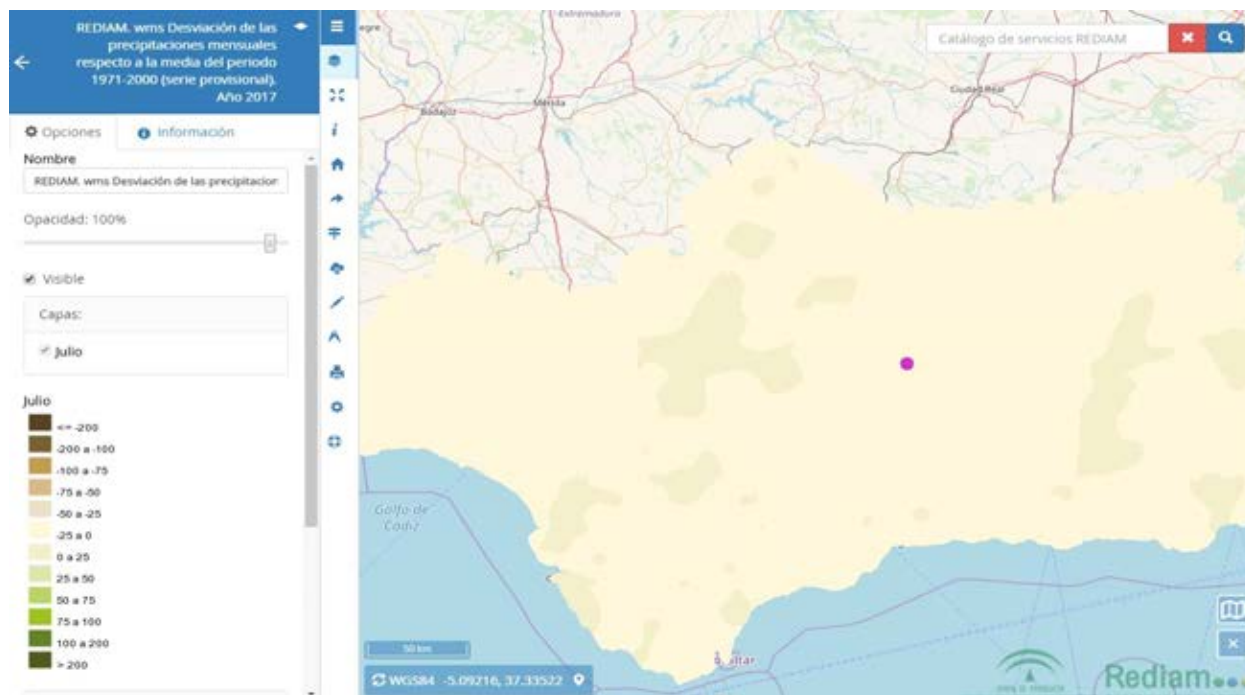 REDIAM. wms Desviación de las
precipitaciones mensuales
respecto a la media del periodo
1971-2000 (serie provisional).
Año 2017
Opciones
Información
Nombre
REDIAM. wms Desviación de las precipitacion
Opacidad: 100%
Visible
Capas:
Julio
Julio
<= -200
-200 a -100
-100 a -75
-75 a -50
-50 a -25
-25 a 0
0 a 25
25 a 50
50 a 75
75 a 100
100 a 200
> 200
Catálogo de servicios REDIAM
Extremadura
Badajoz
Mérida
Ciudad Real
Golfo de
Cádiz
50 km
WGS84 -5.09216, 37.33522
Rediam